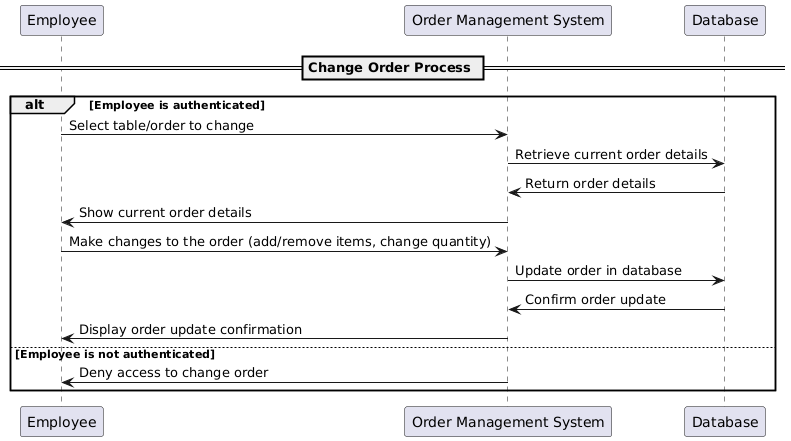 Employee
Order Management System
Database
Change Order Process
alt
[Employee is authenticated]
Select table/order to change
Retrieve current order details
Return order details
Show current order details
Make changes to the order (add/remove items, change quantity)
Update order in database
Confirm order update
Display order update confirmation
[Employee is not authenticated]
Deny access to change order
Employee
Order Management System
Database